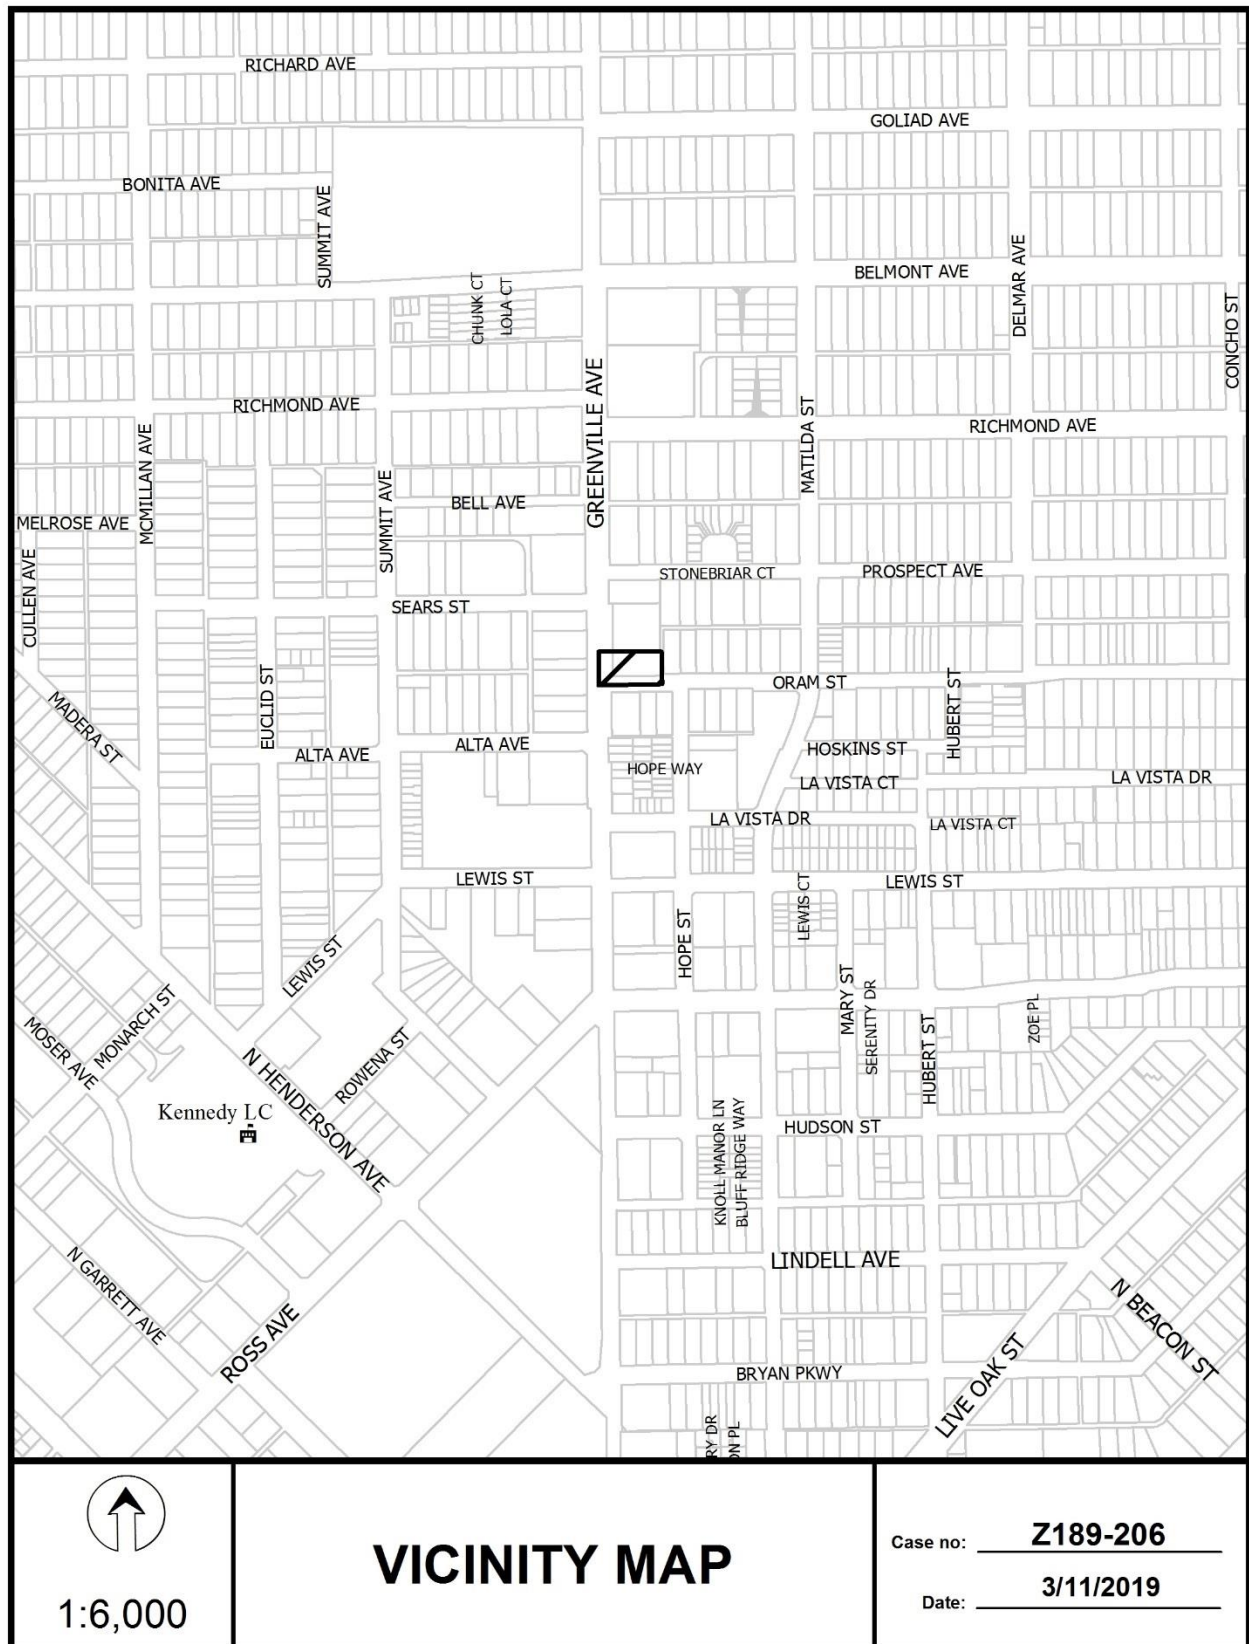 RICHARD AVE
GOLIAD AVE
BONITA AVE
SUMMIT AVE
BELMONT AVE
DELMAR AVE
CHUNK CT
LOLA CT
CONCHO ST
GREENVILLE AVE
RICHMOND AVE
MATILDA ST
RICHMOND AVE
MCMILLAN AVE
SUMMIT AVE
BELL AVE
MELROSE AVE
CULLEN AVE
STONEBRIAR CT
PROSPECT AVE
SEARS ST
EUCLID ST
ORAM ST
HUBERT ST
MADERA ST
ALTA AVE
ALTA AVE
HOSKINS ST
HOPE WAY
LA VISTA CT
LA VISTA DR
LA VISTA DR
LA VISTA CT
LEWIS ST
LEWIS ST
LEWIS CT
HOPE ST
LEWIS ST
MARY ST
SERENITY DR
ZOE PL
HUBERT ST
MONARCH ST
MOSER AVE
ROWENA ST
N HENDERSON AVE
Kennedy LC
HUDSON ST
KNOLL MANOR LN
BLUFF RIDGE WAY
LINDELL AVE
N GARRETT AVE
ROSS AVE
N BEACON ST
LIVE OAK ST
BRYAN PKWY
RY DR
ON PL
1:6,000
VICINITY MAP
Case no: Z189-206
Date: 3/11/2019